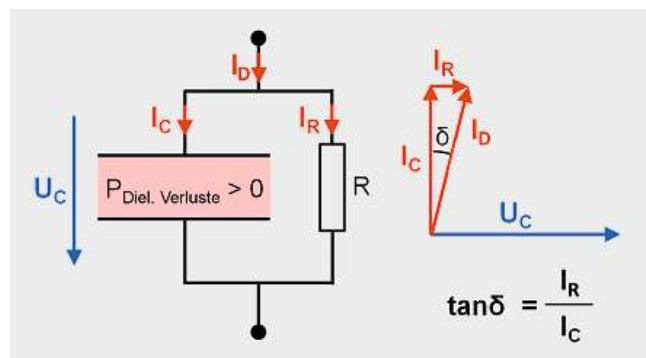 I_D
I_C
I_R
U_C
P_Diel. Verluste > 0
R
I_R
I_C
δ
I_D
U_C
tanδ = I_R / I_C